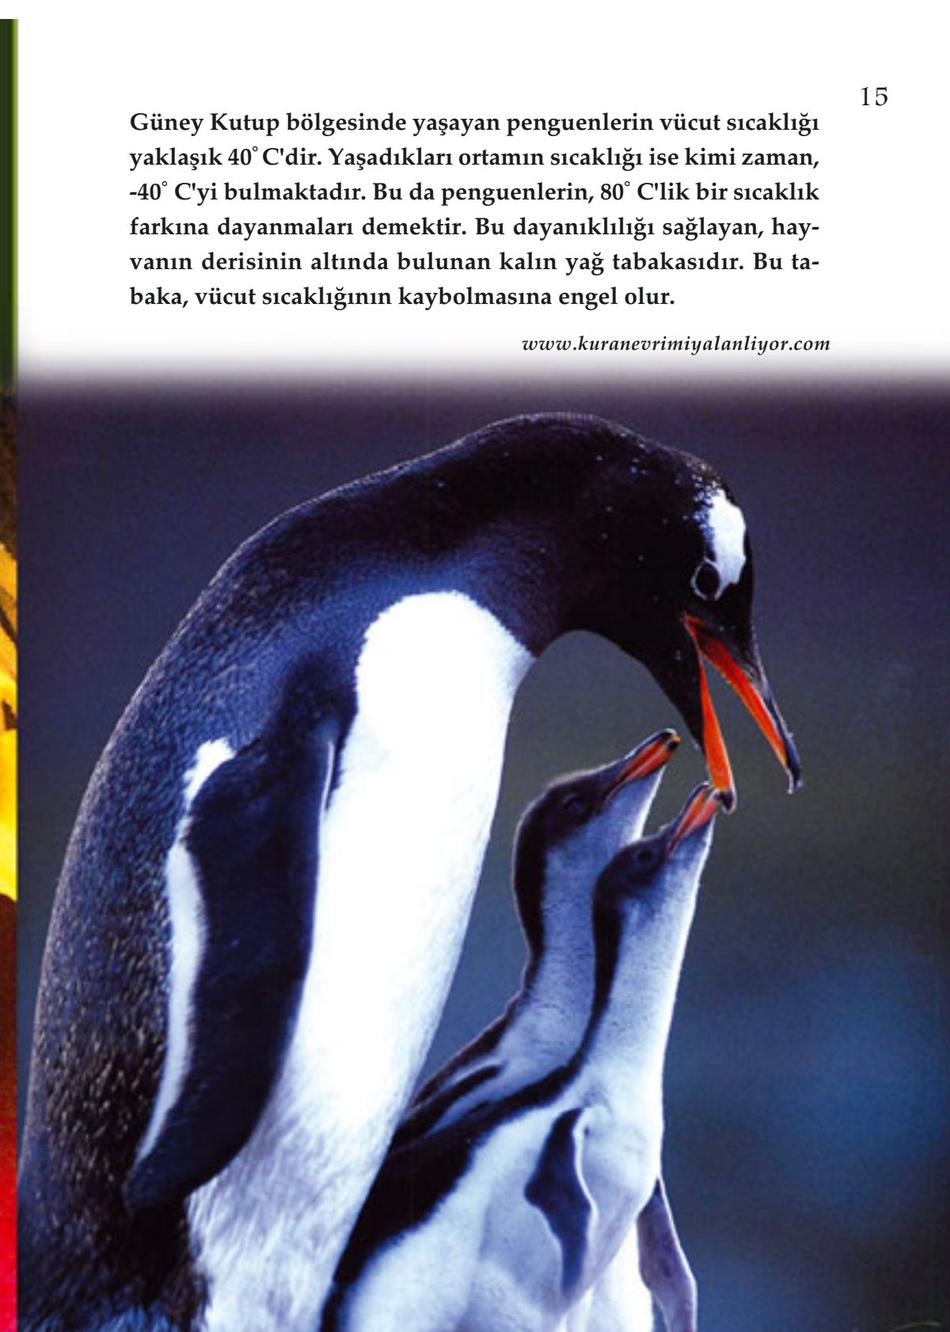 15
Güney Kutup bölgesinde yaşayan penguenlerin vücut sıcaklığı
yaklaşık 40° C'dir. Yaşadıkları ortamın sıcaklığı ise kimi zaman,
-40° C'yi bulmaktadır. Bu da penguenlerin, 80° C'lik bir sıcaklık
farkına dayanmaları demektir. Bu dayanıklılığı sağlayan, hay-
vanın derisinin altında bulunan kalın yağ tabakasıdır. Bu ta-
baka, vücut sıcaklığının kaybolmasına engel olur.
www.kuranevrimiyalanliyor.com